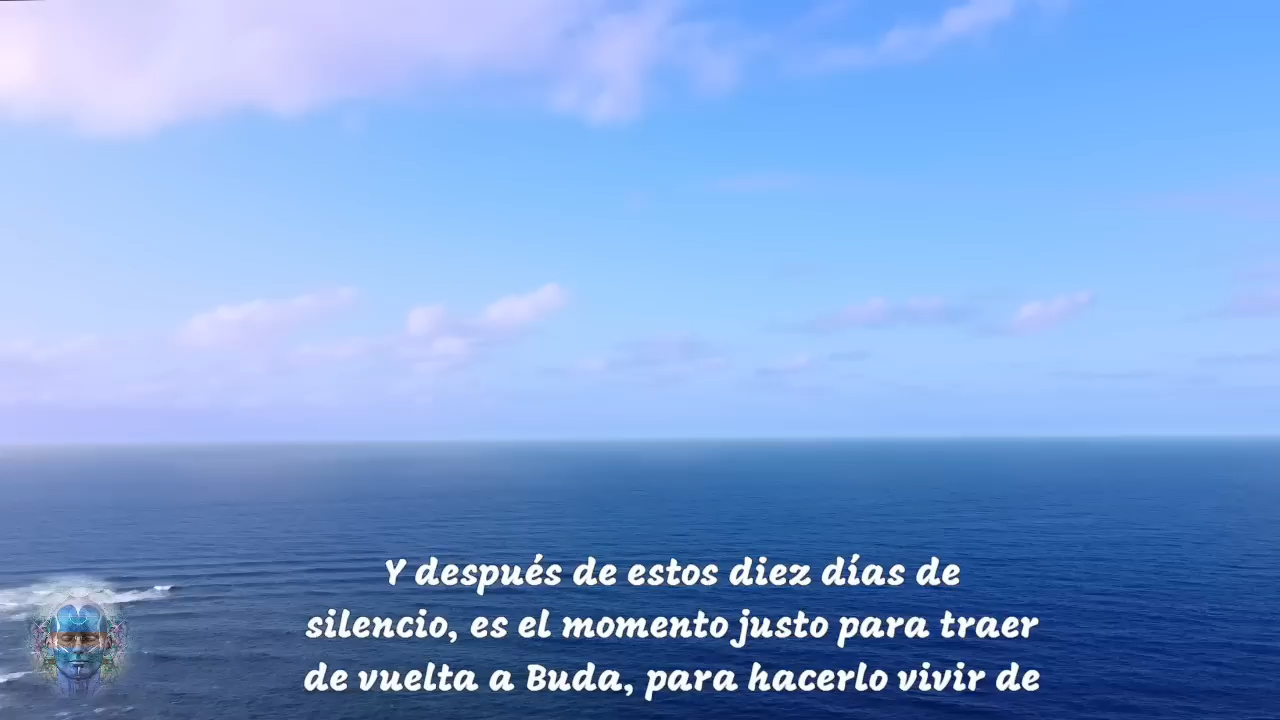 Y después de estos diez días de
silencio, es el momento justo para traer
de vuelta a Buda, para hacerlo vivir de